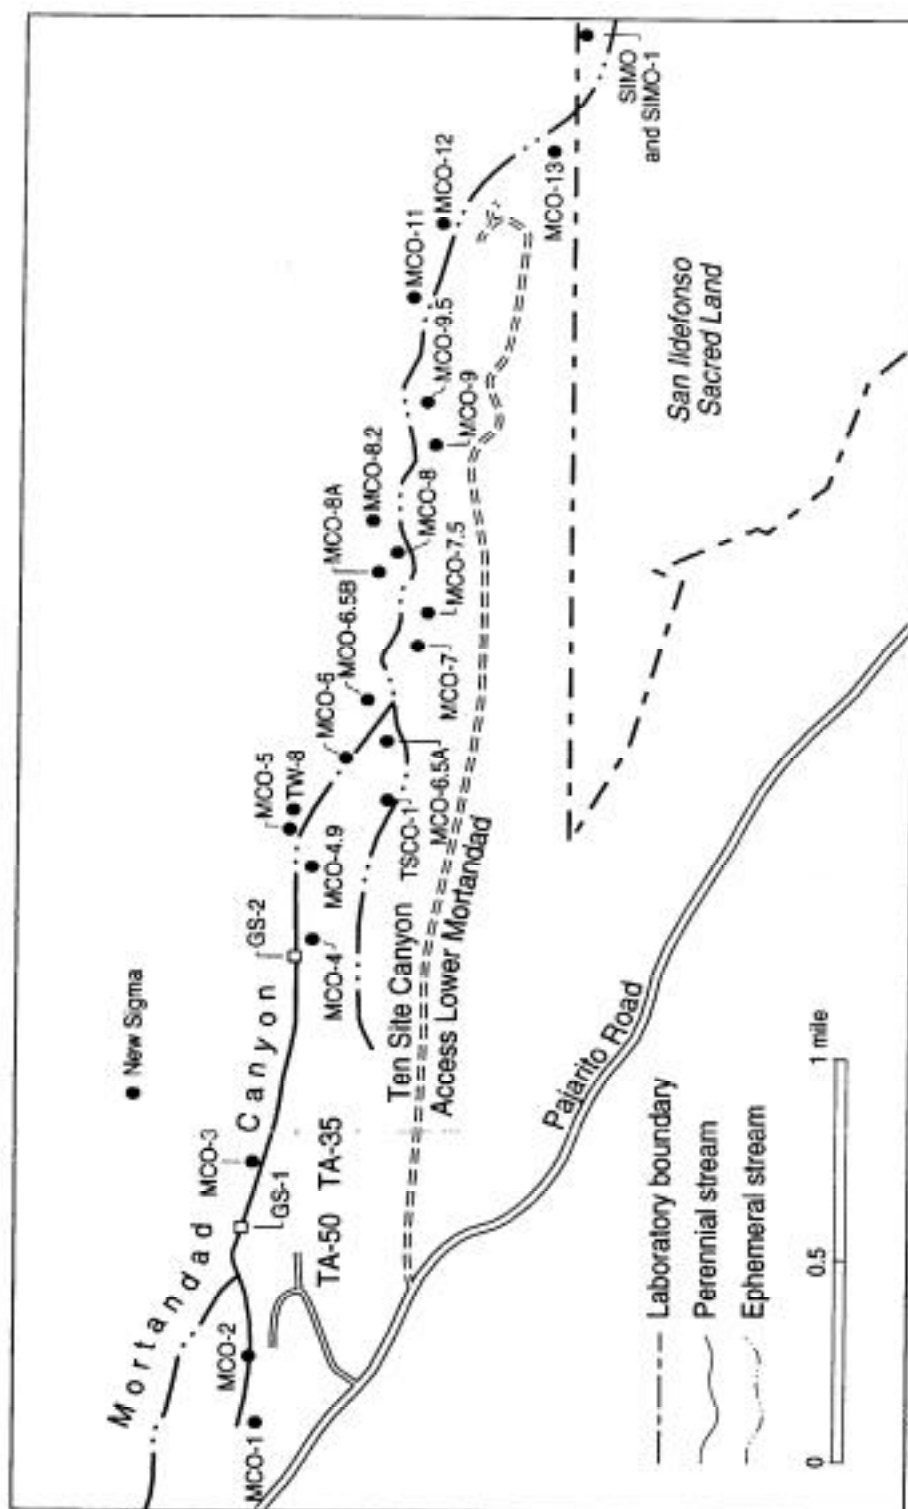 Mortandad Canyon
New Sigma
MCO-1
MCO-2
GS-1
MCO-3
TA-50
TA-35
GS-2
MCO-4
MCO-4.9
MCO-5
TW-8
MCO-6
MCO-6.5B
Ten Site Canyon
TSCO-1
MCO-6.5A
Access Lower Mortandad
MCO-7
MCO-7.5
MCO-8A
MCO-8
MCO-8.2
MCO-9
MCO-9.5
MCO-11
MCO-12
MCO-13
SIMO
and SIMO-1
San Ildefonso
Sacred Land
Pajarito Road
Laboratory boundary
Perennial stream
Ephemeral stream
0
0.5
1 mile